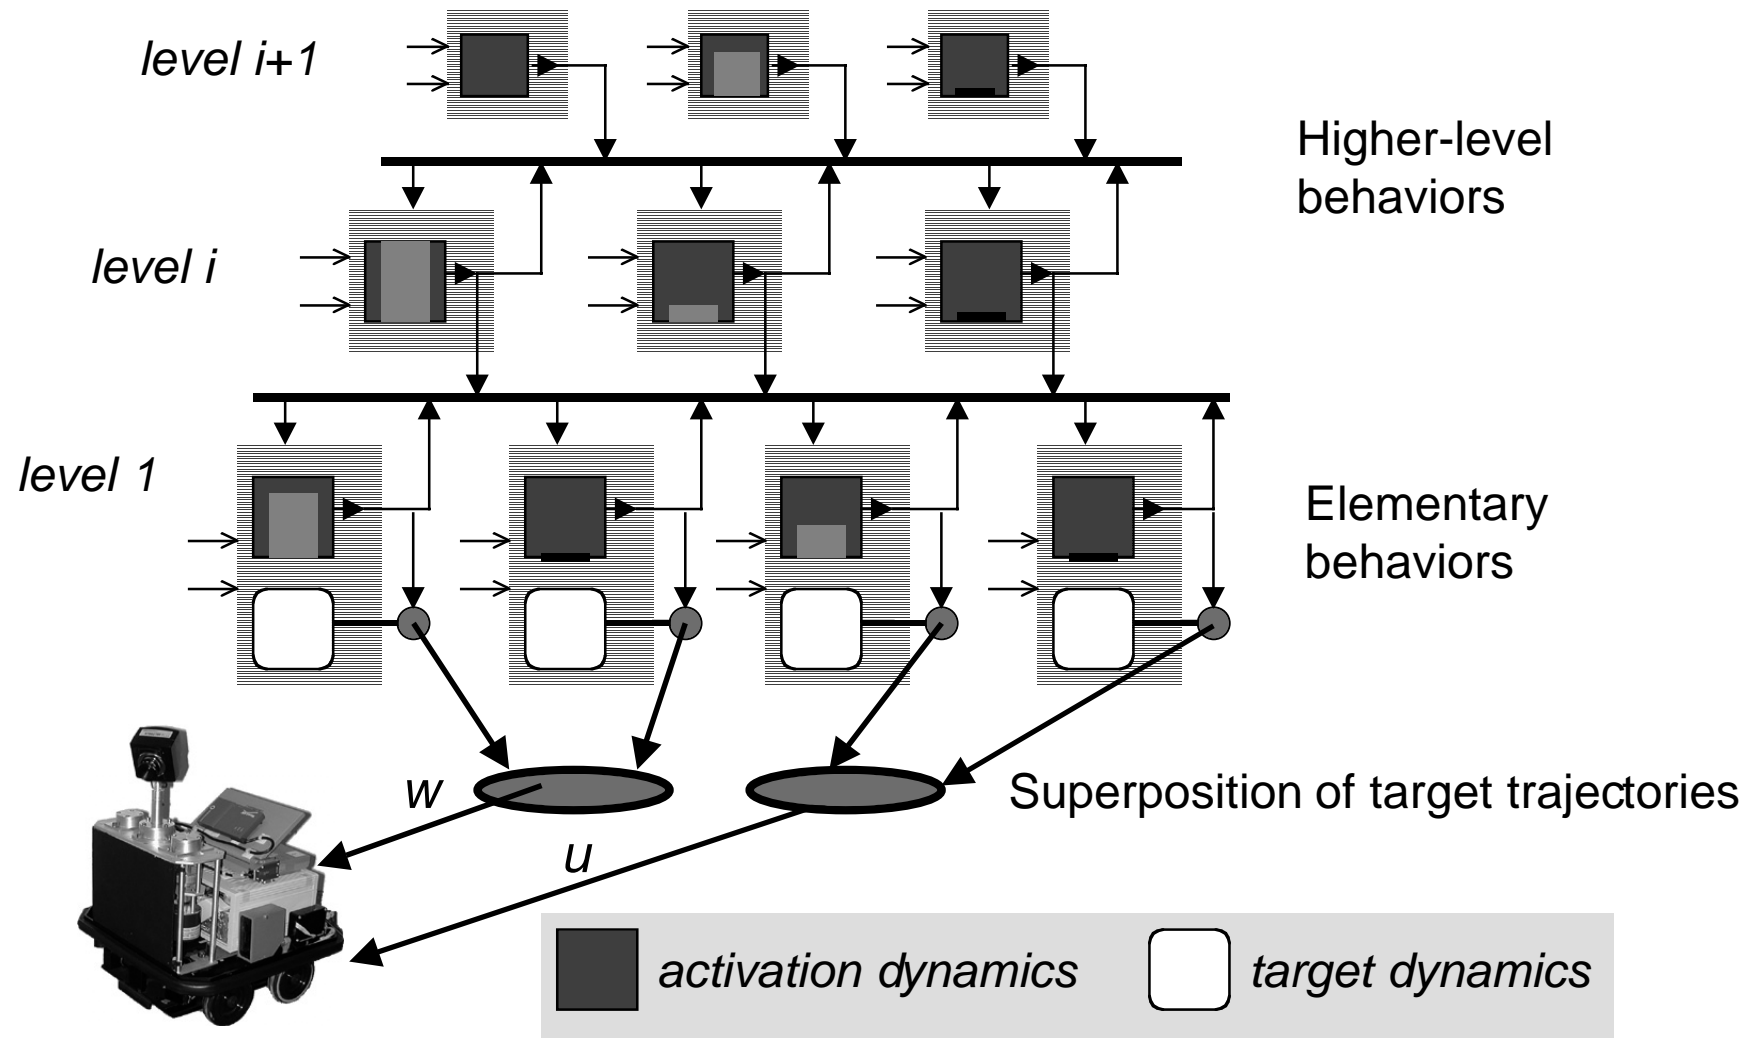 level i+1
Higher-level
behaviors
level i
level 1
Elementary
behaviors
w
Superposition of target trajectories
u
activation dynamics
target dynamics